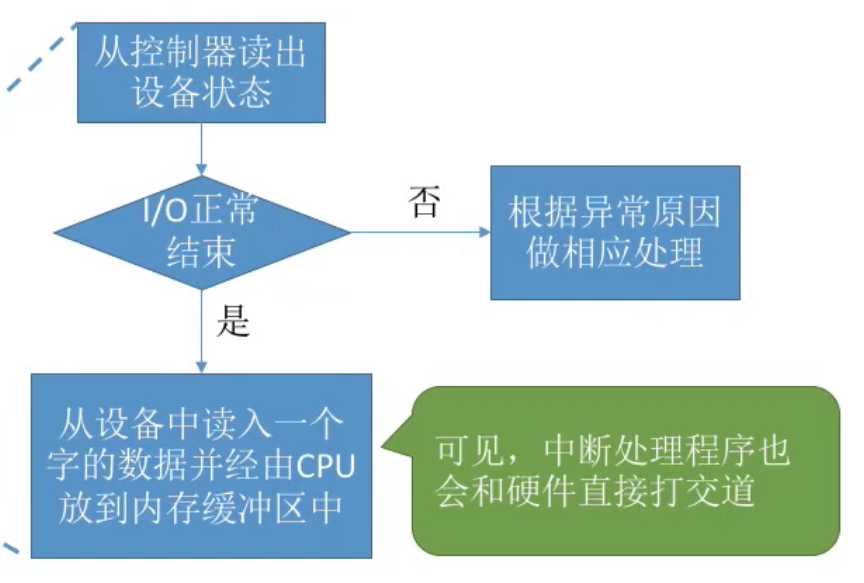 从控制器读出
设备状态
I/O正常
结束
否
根据异常原因
做相应处理
是
从设备中读入一个
字的数据并经由CPU
放到内存缓冲区中
可见，中断处理程序也
会和硬件直接打交道